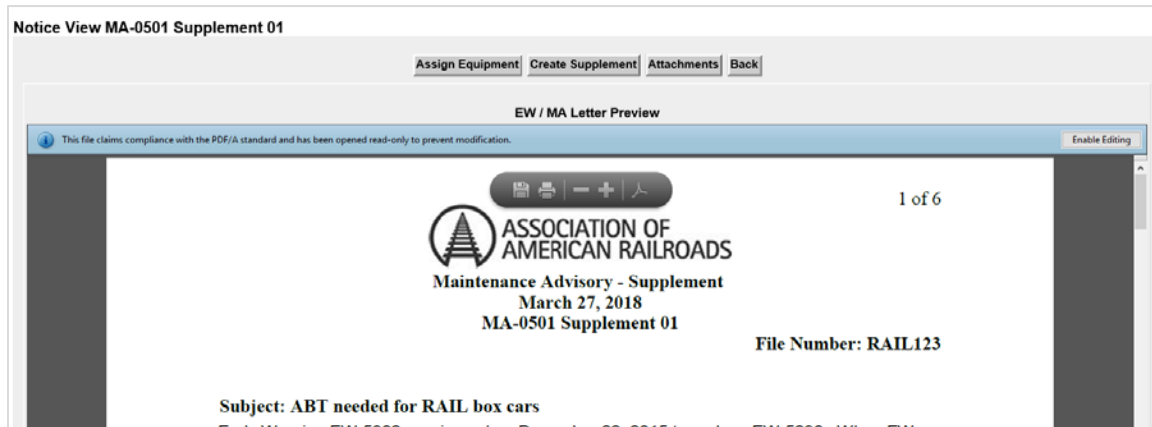 Notice View MA-0501 Supplement 01
Assign Equipment Create Supplement Attachments Back
EW / MA Letter Preview
This file claims compliance with the PDF/A standard and has been opened read-only to prevent modification. Enable Editing
1 of 6
ASSOCIATION OF
AMERICAN RAILROADS
Maintenance Advisory - Supplement
March 27, 2018
MA-0501 Supplement 01
File Number: RAIL123
Subject: ABT needed for RAIL box cars